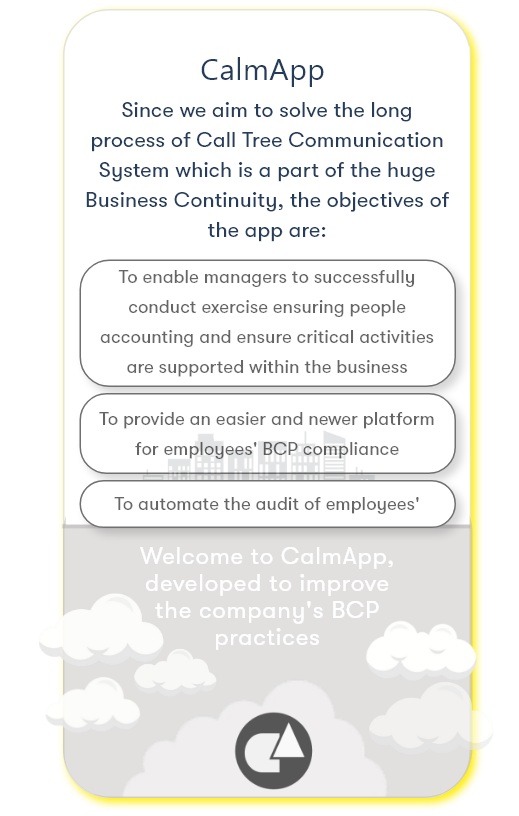 CalmApp
Since we aim to solve the long
process of Call Tree Communication
System which is a part of the huge
Business Continuity, the objectives of
the app are:
To enable managers to successfully
conduct exercise ensuring people
accounting and ensure critical activities
are supported within the business
To provide an easier and newer platform
for employees' BCP compliance
To automate the audit of employees'
Welcome to CalmApp,
developed to improve
the company's BCP
practices